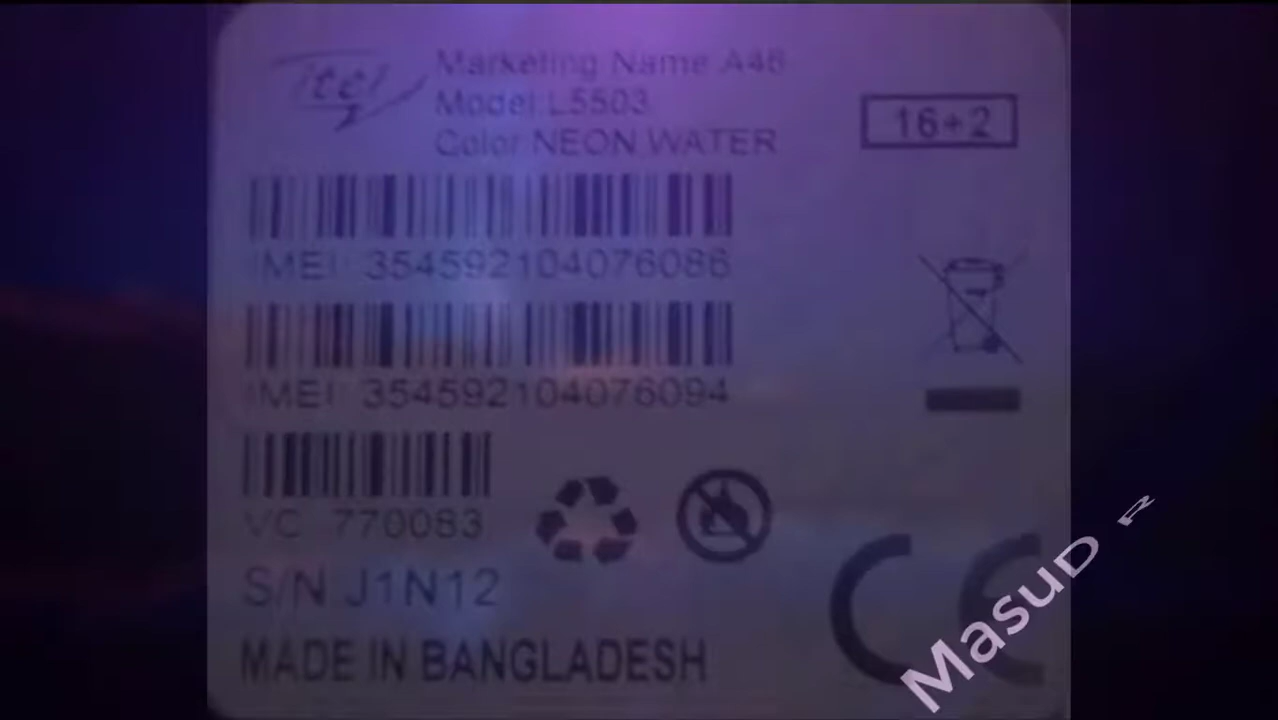 itel
Marketing Name A46
Model:L5503
Color:NEON WATER
16+2
IMEI: 354592104076086
IMEI: 354592104076094
VC: 770083
S/N J1N12
MADE IN BANGLADESH
CE
MasuD R